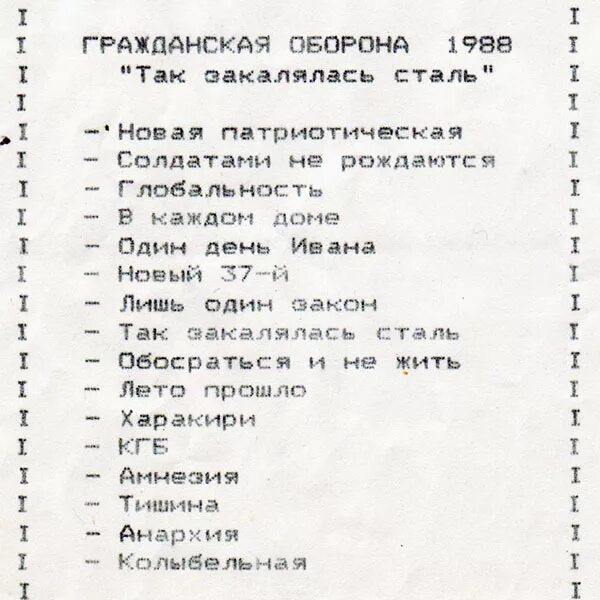 ГРАЖДАНСКАЯ ОБОРОНА 1988
"Так закалялась сталь"
- Новая патриотическая
- Солдатами не рождаются
- Глобальность
- В каждом доме
- Один день Ивана
- Новый 37-й
- Лишь один закон
- Так закалялась сталь
- Обосраться и не жить
- Лето прошло
- Харакири
- КГБ
- Амнезия
- Тишина
- Анархия
- Колыбельная